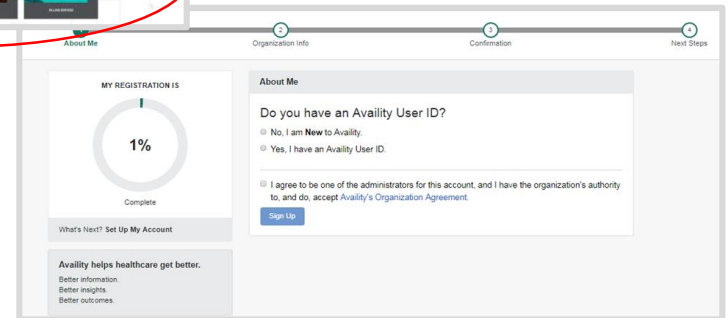 BILLING SERVICES
1 2 3 4
About Me Organization Info Confirmation Next Steps
MY REGISTRATION IS
1%
Complete
What's Next? Set Up My Account
Availity helps healthcare get better.
Better information.
Better insights.
Better outcomes.
About Me
Do you have an Availity User ID?
No, I am New to Availity.
Yes, I have an Availity User ID.
I agree to be one of the administrators for this account, and I have the organization's authority
to, and do, accept Availity's Organization Agreement.
Sign Up